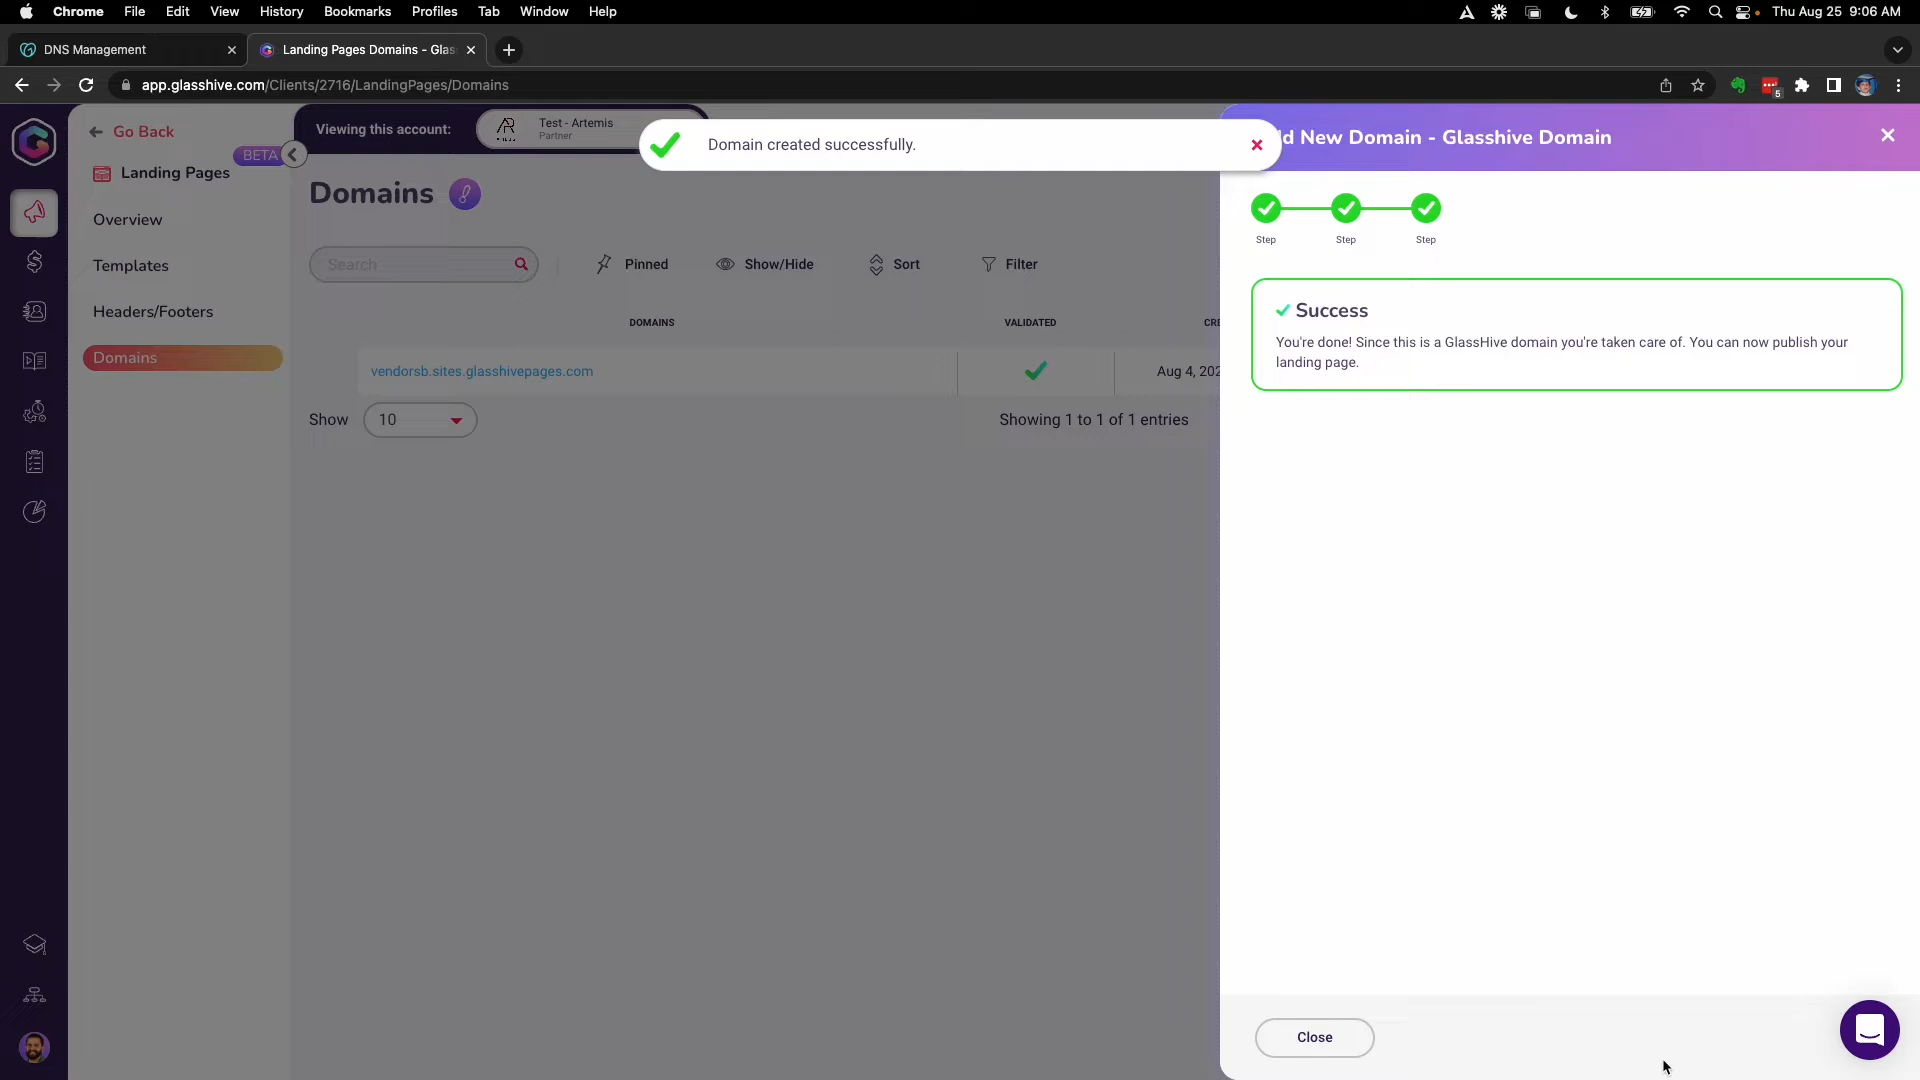 Chrome File Edit View History Bookmarks Profiles Tab Window Help Thu Aug 25 9:06 AM
DNS Management Landing Pages Domains - Glas
app.glasshive.com/Clients/2716/LandingPages/Domains
5
Go Back
BETA
Landing Pages
Overview
Templates
Headers/Footers
Domains
Viewing this account:
Test - Artemis
Partner
Domain created successfully.
Domains
Search Pinned Show/Hide Sort Filter
DOMAINS VALIDATED CRE
vendorsb.sites.glasshivepages.com Aug 4, 202
Show 10 Showing 1 to 1 of 1 entries
d New Domain - Glasshive Domain
Step Step Step
Success
You're done! Since this is a GlassHive domain you're taken care of. You can now publish your
landing page.
Close